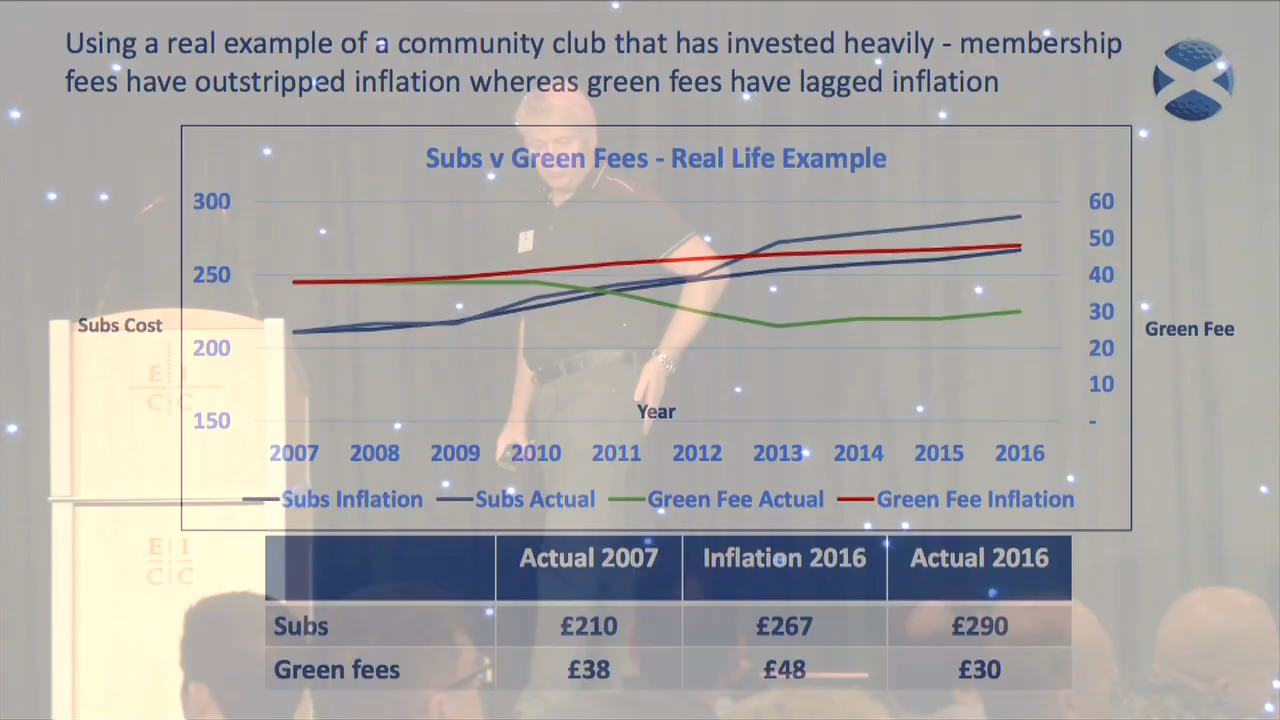 Using a real example of a community club that has invested heavily - membership
fees have outstripped inflation whereas green fees have lagged inflation
Subs v Green Fees - Real Life Example
300
250
200
150
Subs Cost
60
50
40
30
20
10
-
Green Fee
Year
2007 2008 2009 2010 2011 2012 2013 2014 2015 2016
Subs Inflation Subs Actual Green Fee Actual Green Fee Inflation
Actual 2007 Inflation 2016 Actual 2016
Subs £210 £267 £290
Green fees £38 £48 £30
E I
C C
E I
C C